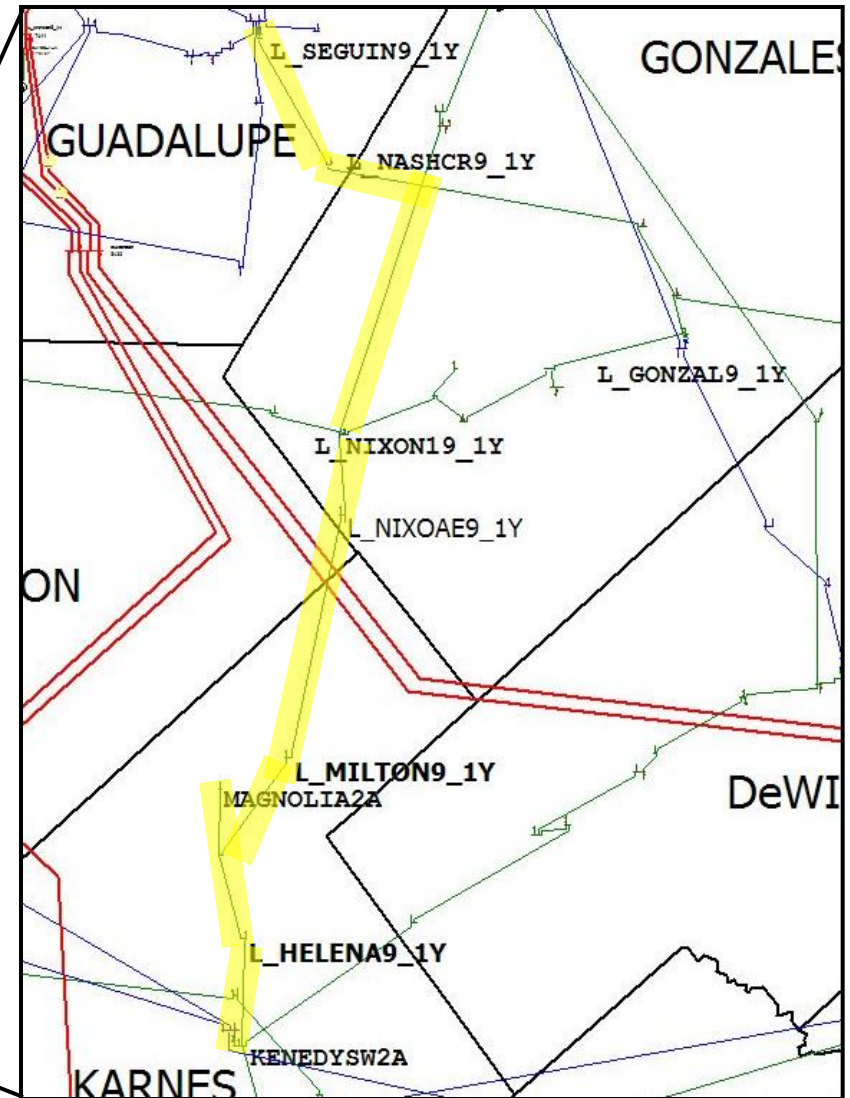 L_SEGUIN9_1Y
GONZALES
GUADALUPE
L_NASHCR9_1Y
L_GONZAL9_1Y
L_NIXON19_1Y
L_NIXOAE9_1Y
ON
L_MILTON9_1Y
MAGNOLIA2A
DeWI
L_HELENA9_1Y
KENEDYSW2A
KARNES